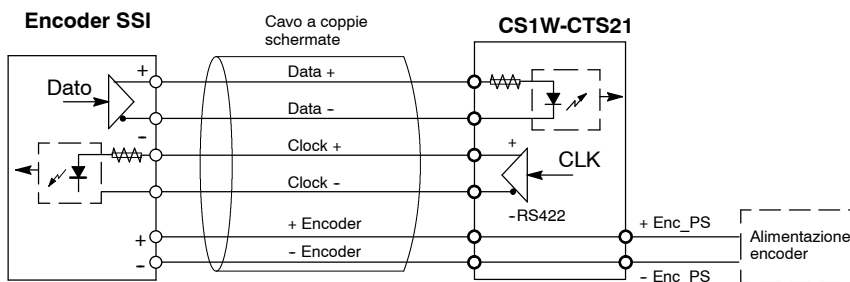 Encoder SSI
Cavo a coppie
schermate
CS1W-CTS21
+
Data +
Dato
Data -
-
Clock +
+
CLK
Clock -
-RS422
+ Encoder
+ Enc_PS
+
- Encoder
Alimentazione
encoder
-
- Enc_PS